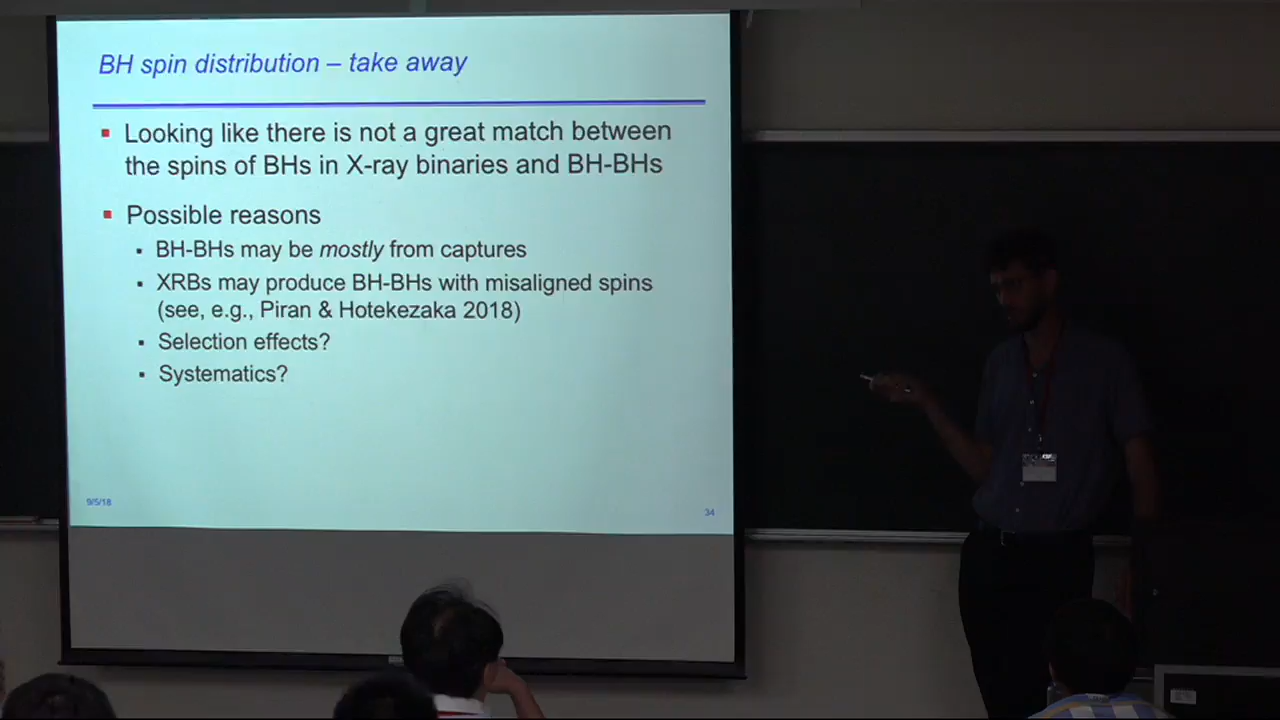 BH spin distribution – take away
Looking like there is not a great match between
the spins of BHs in X-ray binaries and BH-BHs
Possible reasons
BH-BHs may be mostly from captures
XRBs may produce BH-BHs with misaligned spins
(see, e.g., Piran & Hotekezaka 2018)
Selection effects?
Systematics?
9/5/18
34